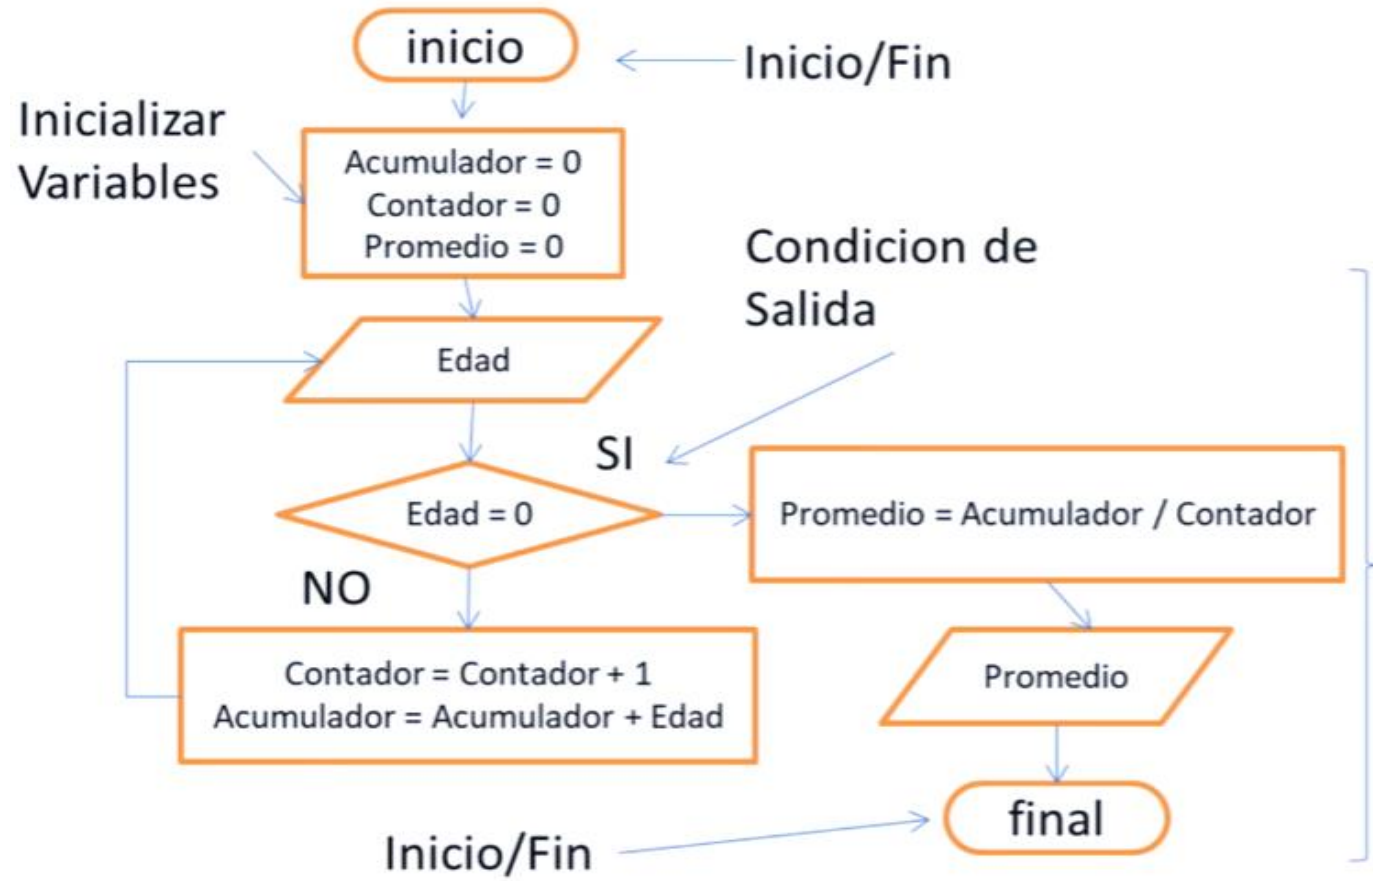 inicio
Inicio/Fin
Inicializar
Variables
Acumulador = 0
Contador = 0
Promedio = 0
Condicion de
Salida
Edad
SI
Edad = 0
Promedio = Acumulador / Contador
NO
Contador = Contador + 1
Acumulador = Acumulador + Edad
Promedio
final
Inicio/Fin